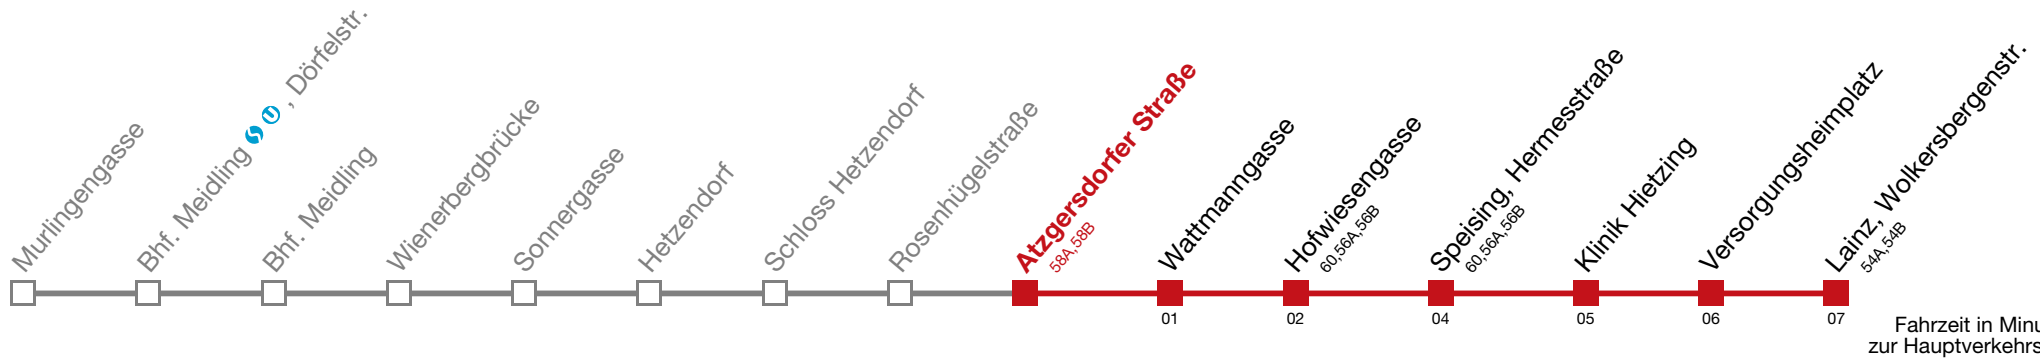 Murlingengasse
Bhf. Meidling S U , Dörfelstr.
Bhf. Meidling
Wienerbergbrücke
Sonnergasse
Hetzendorf
Schloss Hetzendorf
Rosenhügelstraße
Atzgersdorfer Straße
58A,58B
Wattmanngasse
01
Hofwiesengasse
60,56A,56B
02
Speising, Hermesstraße
60,56A,56B
04
Klinik Hietzing
05
Versorgungsheimplatz
06
Lainz, Wolkersbergenstr.
54A,54B
07
Fahrzeit in Minu
zur Hauptverkehrs